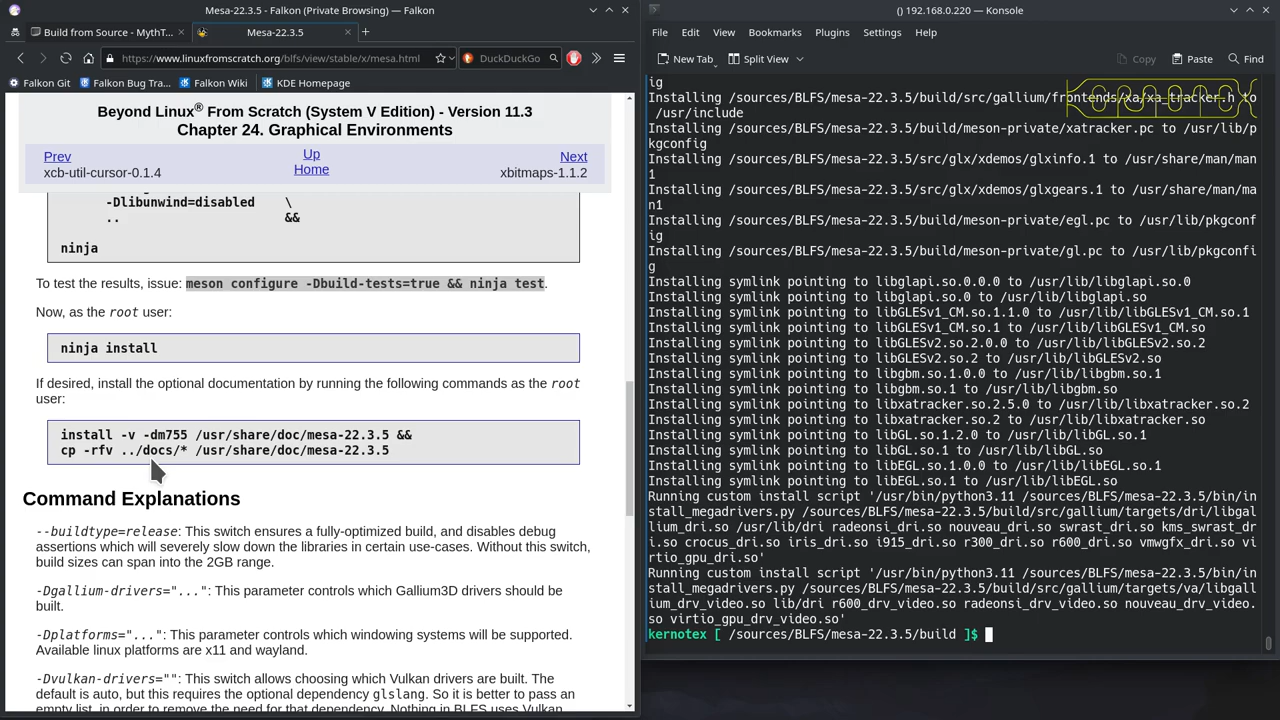 Mesa-22.3.5 - Falkon (Private Browsing) — Falkon
Build from Source - MythT...
Mesa-22.3.5
https://www.linuxfromscratch.org/blfs/view/stable/x/mesa.html
DuckDuckGo
Falkon Git
Falkon Bug Tra...
Falkon Wiki
KDE Homepage
Beyond Linux® From Scratch (System V Edition) - Version 11.3
Chapter 24. Graphical Environments
Prev
Up
Next
xcb-util-cursor-0.1.4
Home
xbitmaps-1.1.2
-Dlibunwind=disabled \
.. &&
ninja
To test the results, issue: meson configure -Dbuild-tests=true && ninja test.
Now, as the root user:
ninja install
If desired, install the optional documentation by running the following commands as the root
user:
install -v -dm755 /usr/share/doc/mesa-22.3.5 &&
cp -rfv ../docs/* /usr/share/doc/mesa-22.3.5
Command Explanations
--buildtype=release: This switch ensures a fully-optimized build, and disables debug
assertions which will severely slow down the libraries in certain use-cases. Without this switch,
build sizes can span into the 2GB range.
-Dgallium-drivers="...": This parameter controls which Gallium3D drivers should be
built.
-Dplatforms="...": This parameter controls which windowing systems will be supported.
Available linux platforms are x11 and wayland.
-Dvulkan-drivers="": This switch allows choosing which Vulkan drivers are built. The
default is auto, but this requires the optional dependency glslang. So it is better to pass an
empty list, in order to remove the need for that dependency. Nothing in BLFS uses Vulkan
() 192.168.0.220 — Konsole
File Edit View Bookmarks Plugins Settings Help
New Tab
Split View
Copy
Paste
Find
ig
Installing /sources/BLFS/mesa-22.3.5/build/src/gallium/frontends/xa/xa_tracker.h to
/usr/include
Installing /sources/BLFS/mesa-22.3.5/build/meson-private/xatracker.pc to /usr/lib/p
kgconfig
Installing /sources/BLFS/mesa-22.3.5/src/glx/xdemos/glxinfo.1 to /usr/share/man/man
1
Installing /sources/BLFS/mesa-22.3.5/src/glx/xdemos/glxgears.1 to /usr/share/man/ma
n1
Installing /sources/BLFS/mesa-22.3.5/build/meson-private/egl.pc to /usr/lib/pkgconf
ig
Installing /sources/BLFS/mesa-22.3.5/build/meson-private/gl.pc to /usr/lib/pkgconfi
g
Installing symlink pointing to libglapi.so.0.0.0 to /usr/lib/libglapi.so.0
Installing symlink pointing to libglapi.so.0 to /usr/lib/libglapi.so
Installing symlink pointing to libGLESv1_CM.so.1.1.0 to /usr/lib/libGLESv1_CM.so.1
Installing symlink pointing to libGLESv1_CM.so.1 to /usr/lib/libGLESv1_CM.so
Installing symlink pointing to libGLESv2.so.2.0.0 to /usr/lib/libGLESv2.so.2
Installing symlink pointing to libGLESv2.so.2 to /usr/lib/libGLESv2.so
Installing symlink pointing to libgbm.so.1.0.0 to /usr/lib/libgbm.so.1
Installing symlink pointing to libgbm.so.1 to /usr/lib/libgbm.so
Installing symlink pointing to libxatracker.so.2.5.0 to /usr/lib/libxatracker.so.2
Installing symlink pointing to libxatracker.so.2 to /usr/lib/libxatracker.so
Installing symlink pointing to libGL.so.1.2.0 to /usr/lib/libGL.so.1
Installing symlink pointing to libGL.so.1 to /usr/lib/libGL.so
Installing symlink pointing to libEGL.so.1.0.0 to /usr/lib/libEGL.so.1
Installing symlink pointing to libEGL.so.1 to /usr/lib/libEGL.so
Running custom install script '/usr/bin/python3.11 /sources/BLFS/mesa-22.3.5/bin/in
stall_megadrivers.py /sources/BLFS/mesa-22.3.5/build/src/gallium/targets/dri/libgal
lium_dri.so /usr/lib/dri radeonsi_dri.so nouveau_dri.so swrast_dri.so kms_swrast_dr
i.so crocus_dri.so iris_dri.so i915_dri.so r300_dri.so r600_dri.so vmwgfx_dri.so vi
rtio_gpu_dri.so'
Running custom install script '/usr/bin/python3.11 /sources/BLFS/mesa-22.3.5/bin/in
stall_megadrivers.py /sources/BLFS/mesa-22.3.5/build/src/gallium/targets/va/libgall
ium_drv_video.so lib/dri r600_drv_video.so radeonsi_drv_video.so nouveau_drv_video.
so virtio_gpu_drv_video.so'
kernotex [ /sources/BLFS/mesa-22.3.5/build ]$